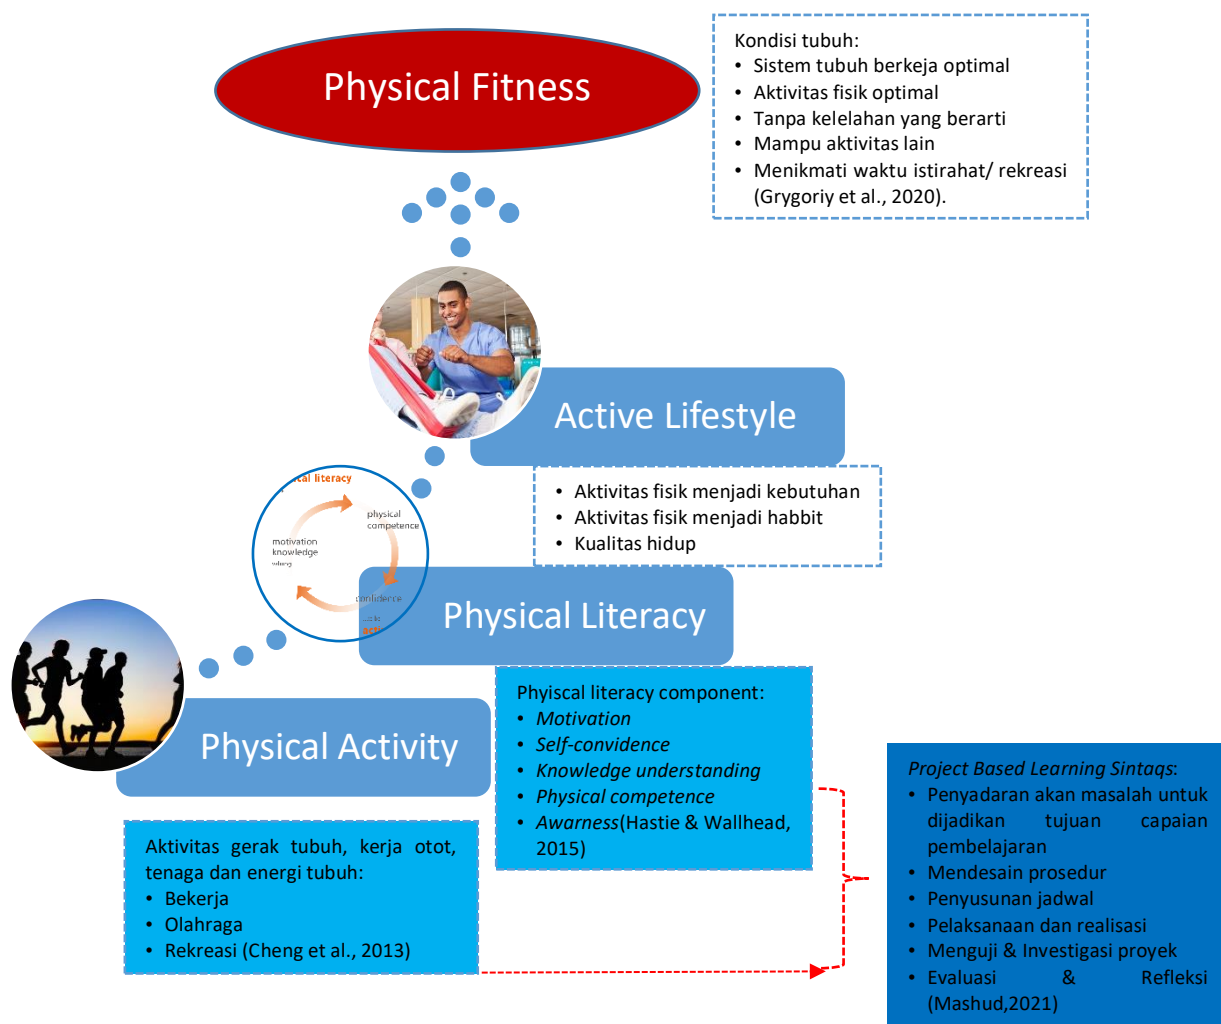 Physical Fitness
Kondisi tubuh:
• Sistem tubuh berkeja optimal
• Aktivitas fisik optimal
• Tanpa kelelahan yang berarti
• Mampu aktivitas lain
• Menikmati waktu istirahat/ rekreasi
(Grygoriy et al., 2020).
Active Lifestyle
• Aktivitas fisik menjadi kebutuhan
• Aktivitas fisik menjadi habbit
• Kualitas hidup
literacy
physical
competence
motivation
knowledge
confidence
Physical Literacy
Phyiscal literacy component:
• Motivation
• Self-convidence
• Knowledge understanding
• Physical competence
• Awarness(Hastie & Wallhead,
2015)
Physical Activity
Aktivitas gerak tubuh, kerja otot,
tenaga dan energi tubuh:
• Bekerja
• Olahraga
• Rekreasi (Cheng et al., 2013)
Project Based Learning Sintaqs:
• Penyadaran akan masalah untuk
dijadikan tujuan capaian
pembelajaran
• Mendesain prosedur
• Penyusunan jadwal
• Pelaksanaan dan realisasi
• Menguji & Investigasi proyek
• Evaluasi & Refleksi
(Mashud,2021)